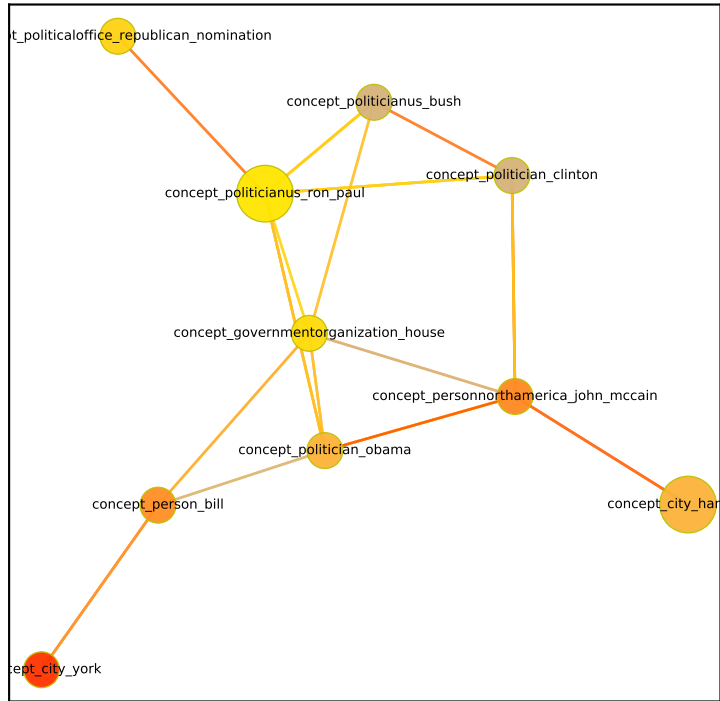 t_politicaloffice_republican_nomination
concept_politicianus_bush
concept_politician_clinton
concept_politicianus_ron_paul
concept_governmentorganization_house
concept_personnorthamerica_john_mccain
concept_politician_obama
concept_person_bill
concept_city_har
cept_city_york